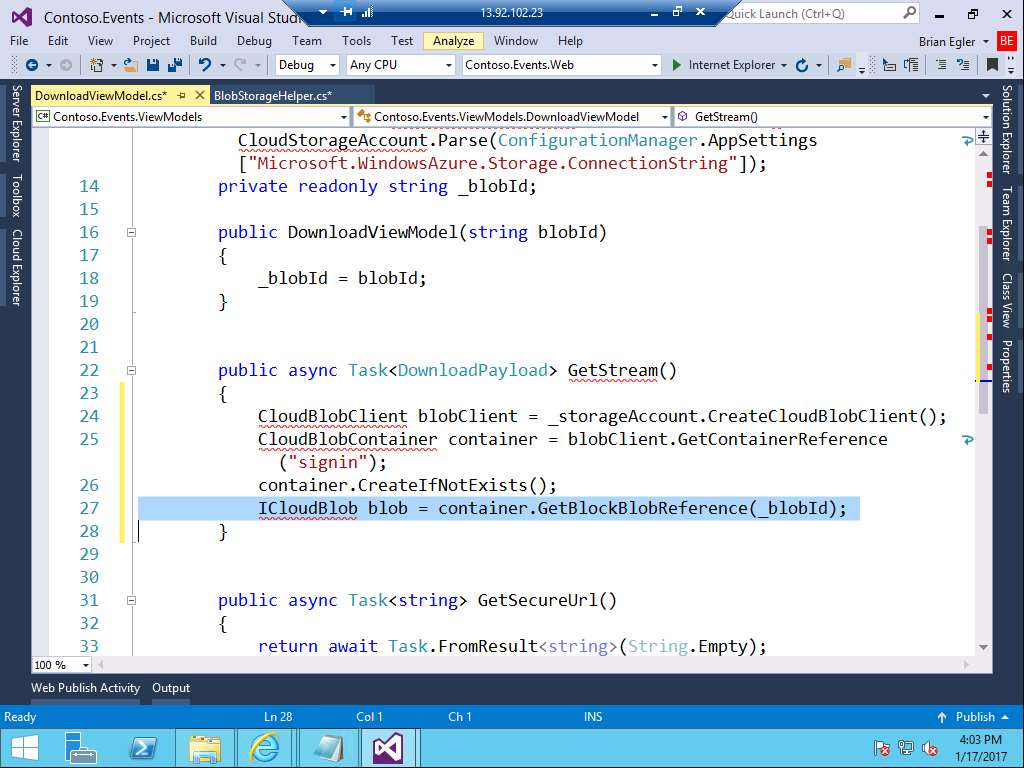 Contoso.Events - Microsoft Visual Studi
13.92.102.23
Quick Launch (Ctrl+Q)
File Edit View Project Build Debug Team Tools Test Analyze Window Help
Brian Egler BE
Debug Any CPU Contoso.Events.Web Internet Explorer
DownloadViewModel.cs* BlobStorageHelper.cs*
C# Contoso.Events.ViewModels Contoso.Events.ViewModels.DownloadViewModel GetStream()
CloudStorageAccount.Parse(ConfigurationManager.AppSettings
["Microsoft.WindowsAzure.Storage.ConnectionString"]);
14 private readonly string _blobId;
15
16 public DownloadViewModel(string blobId)
17 {
18 _blobId = blobId;
19 }
20
21
22 public async Task<DownloadPayload> GetStream()
23 {
24 CloudBlobClient blobClient = _storageAccount.CreateCloudBlobClient();
25 CloudBlobContainer container = blobClient.GetContainerReference
("signin");
26 container.CreateIfNotExists();
27 ICloudBlob blob = container.GetBlockBlobReference(_blobId);
28 }
29
30
31 public async Task<string> GetSecureUrl()
32 {
33 return await Task.FromResult<string>(String.Empty);
100 %
Server Explorer
Toolbox
Cloud Explorer
Solution Explorer
Team Explorer
Class View
Properties
Web Publish Activity Output
Ready Ln 28 Col 1 Ch 1 INS Publish
4:03 PM
1/17/2017